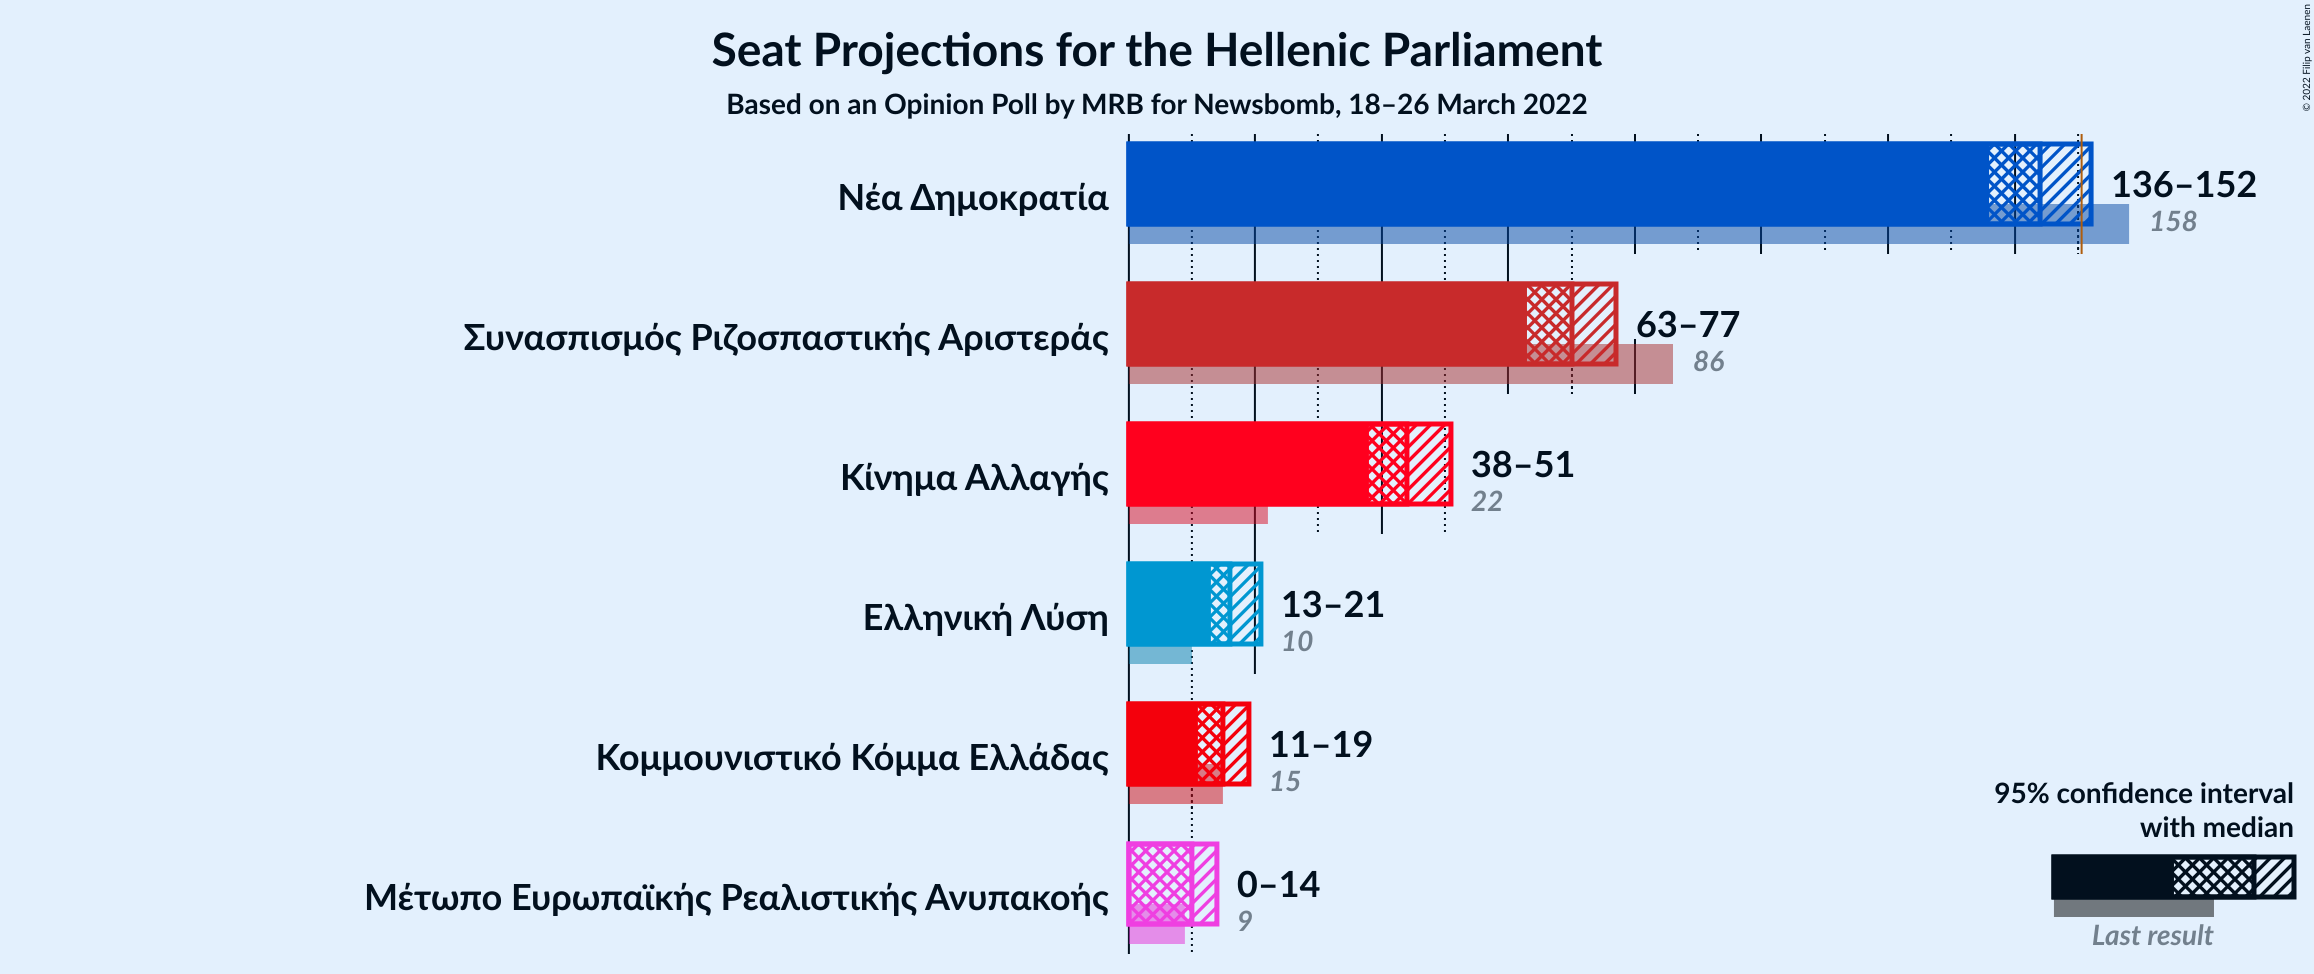 Seat Projections for the Hellenic Parliament
Based on an Opinion Poll by MRB for Newsbomb, 18–26 March 2022
© 2022 Filip van Laenen
Νέα Δημοκρατία
136–152
158
Συνασπισμός Ριζοσπαστικής Αριστεράς
63–77
86
Κίνημα Αλλαγής
38–51
22
Ελληνική Λύση
13–21
10
Κομμουνιστικό Κόμμα Ελλάδας
11–19
15
Μέτωπο Ευρωπαϊκής Ρεαλιστικής Ανυπακοής
0–14
9
95% confidence interval
with median
Last result